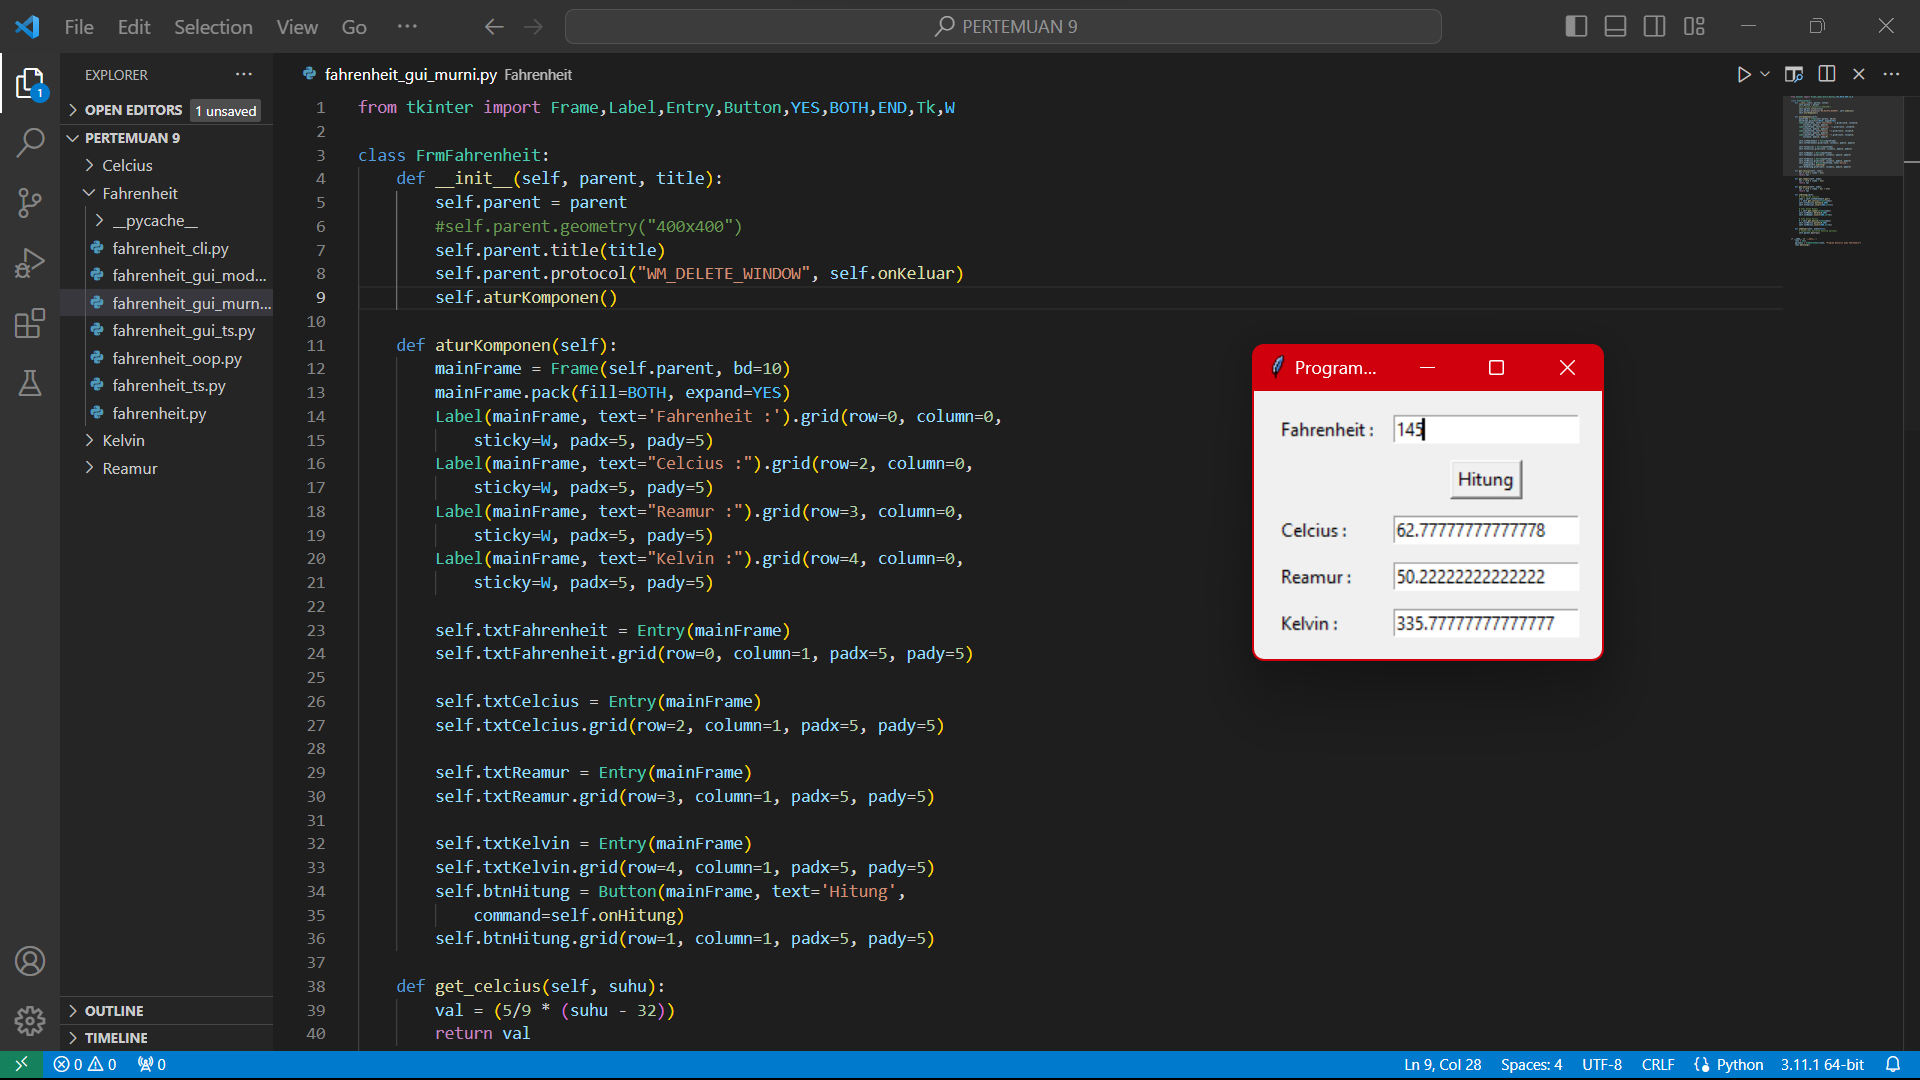 File Edit Selection View Go ··· PERTEMUAN 9
EXPLORER ···
OPEN EDITORS 1 unsaved
PERTEMUAN 9
Celcius
Fahrenheit
__pycache__
fahrenheit_cli.py
fahrenheit_gui_mod...
fahrenheit_gui_murn...
fahrenheit_gui_ts.py
fahrenheit_oop.py
fahrenheit_ts.py
fahrenheit.py
Kelvin
Reamur
OUTLINE
TIMELINE
1
fahrenheit_gui_murni.py Fahrenheit
1 from tkinter import Frame,Label,Entry,Button,YES,BOTH,END,Tk,W
2
3 class FrmFahrenheit:
4 def __init__(self, parent, title):
5 self.parent = parent
6 #self.parent.geometry("400x400")
7 self.parent.title(title)
8 self.parent.protocol("WM_DELETE_WINDOW", self.onKeluar)
9 self.aturKomponen()
10
11 def aturKomponen(self):
12 mainFrame = Frame(self.parent, bd=10)
13 mainFrame.pack(fill=BOTH, expand=YES)
14 Label(mainFrame, text='Fahrenheit :').grid(row=0, column=0,
15 sticky=W, padx=5, pady=5)
16 Label(mainFrame, text="Celcius :").grid(row=2, column=0,
17 sticky=W, padx=5, pady=5)
18 Label(mainFrame, text="Reamur :").grid(row=3, column=0,
19 sticky=W, padx=5, pady=5)
20 Label(mainFrame, text="Kelvin :").grid(row=4, column=0,
21 sticky=W, padx=5, pady=5)
22
23 self.txtFahrenheit = Entry(mainFrame)
24 self.txtFahrenheit.grid(row=0, column=1, padx=5, pady=5)
25
26 self.txtCelcius = Entry(mainFrame)
27 self.txtCelcius.grid(row=2, column=1, padx=5, pady=5)
28
29 self.txtReamur = Entry(mainFrame)
30 self.txtReamur.grid(row=3, column=1, padx=5, pady=5)
31
32 self.txtKelvin = Entry(mainFrame)
33 self.txtKelvin.grid(row=4, column=1, padx=5, pady=5)
34 self.btnHitung = Button(mainFrame, text='Hitung',
35 command=self.onHitung)
36 self.btnHitung.grid(row=1, column=1, padx=5, pady=5)
37
38 def get_celcius(self, suhu):
39 val = (5/9 * (suhu - 32))
40 return val
Program...
Fahrenheit : 145
Hitung
Celcius : 62.77777777777778
Reamur : 50.22222222222222
Kelvin : 335.77777777777777
0 0 0 Ln 9, Col 28 Spaces: 4 UTF-8 CRLF Python 3.11.1 64-bit